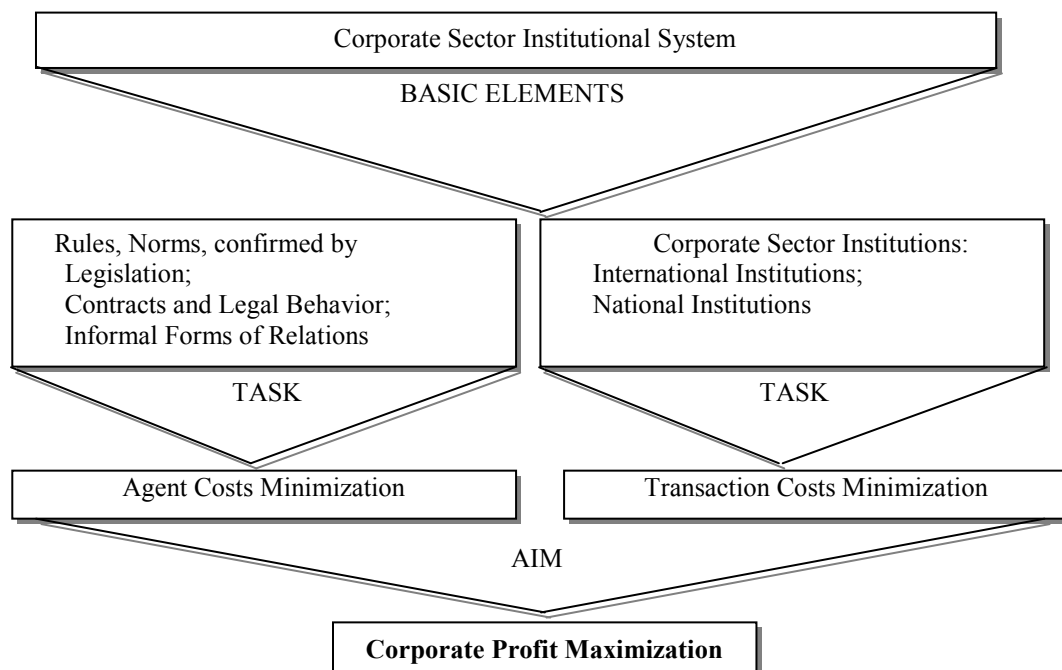 Corporate Sector Institutional System
BASIC ELEMENTS
Rules, Norms, confirmed by
Legislation;
Contracts and Legal Behavior;
Informal Forms of Relations
Corporate Sector Institutions:
International Institutions;
National Institutions
TASK
TASK
Agent Costs Minimization
Transaction Costs Minimization
AIM
Corporate Profit Maximization